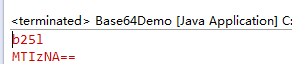 <terminated> Base64Demo [Java Application] C:
b25l
MTIzNA==